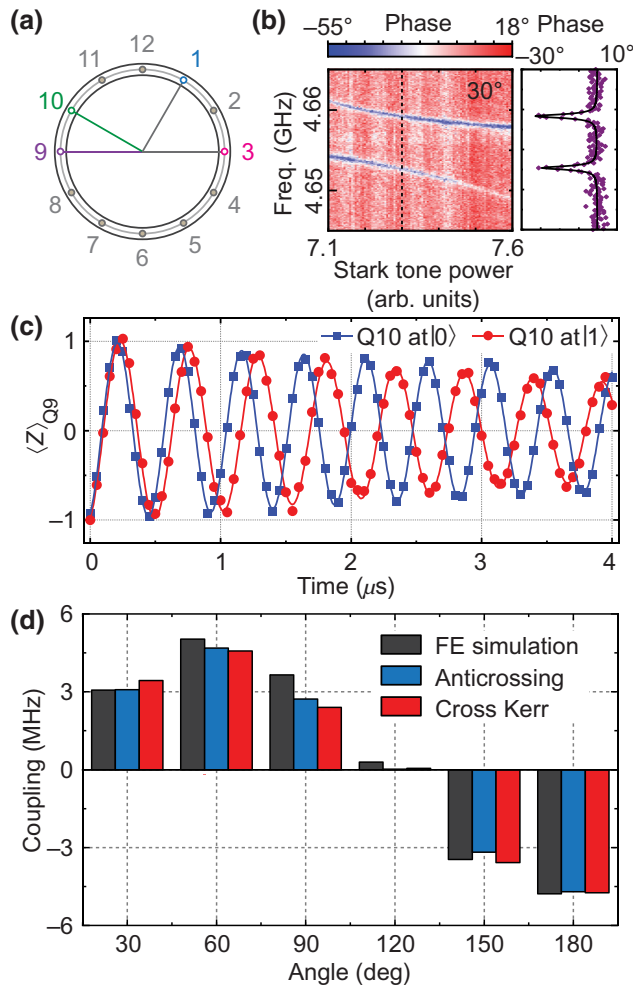 (a)
12
1
2
3
4
5
6
7
8
9
10
11
(b)
−55° Phase 18°
Phase
−30° 10°
30°
Freq. (GHz)
4.66
4.65
7.1 7.6
Stark tone power
(arb. units)
(c)
Q10 at|0⟩ Q10 at|1⟩
⟨Z⟩Q9
1
0
−1
0 1 2 3 4
Time (μs)
(d)
FE simulation
Anticrossing
Cross Kerr
Coupling (MHz)
6
3
0
−3
−6
30 60 90 120 150 180
Angle (deg)